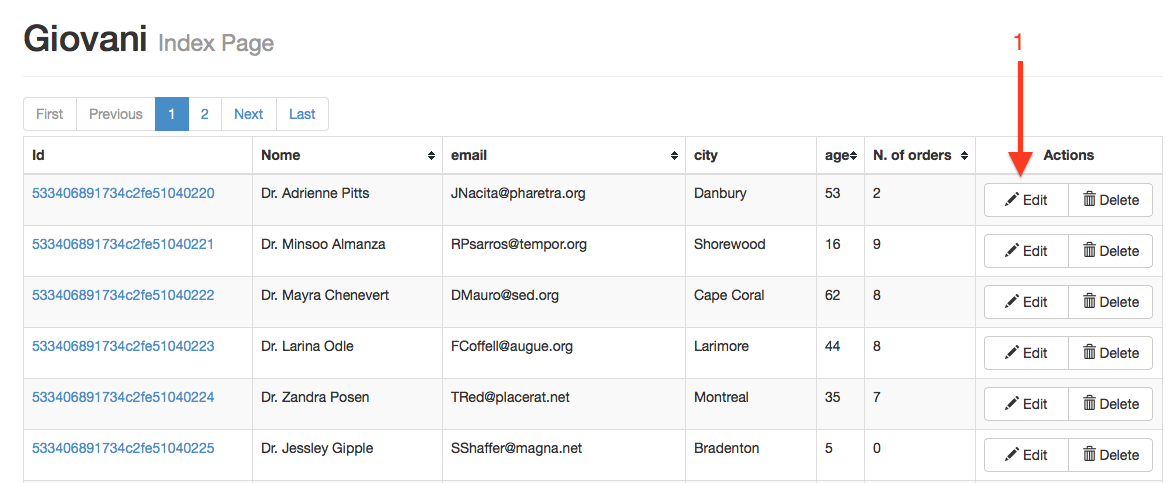 Giovani Index Page
1
First Previous 1 2 Next Last
Id Nome email city age N. of orders Actions
533406891734c2fe51040220 Dr. Adrienne Pitts JNacita@pharetra.org Danbury 53 2 Edit Delete
533406891734c2fe51040221 Dr. Minsoo Almanza RPsarros@tempor.org Shorewood 16 9 Edit Delete
533406891734c2fe51040222 Dr. Mayra Chenevert DMauro@sed.org Cape Coral 62 8 Edit Delete
533406891734c2fe51040223 Dr. Larina Odle FCoffell@augue.org Larimore 44 8 Edit Delete
533406891734c2fe51040224 Dr. Zandra Posen TRed@placerat.net Montreal 35 7 Edit Delete
533406891734c2fe51040225 Dr. Jessley Gipple SShaffer@magna.net Bradenton 5 0 Edit Delete